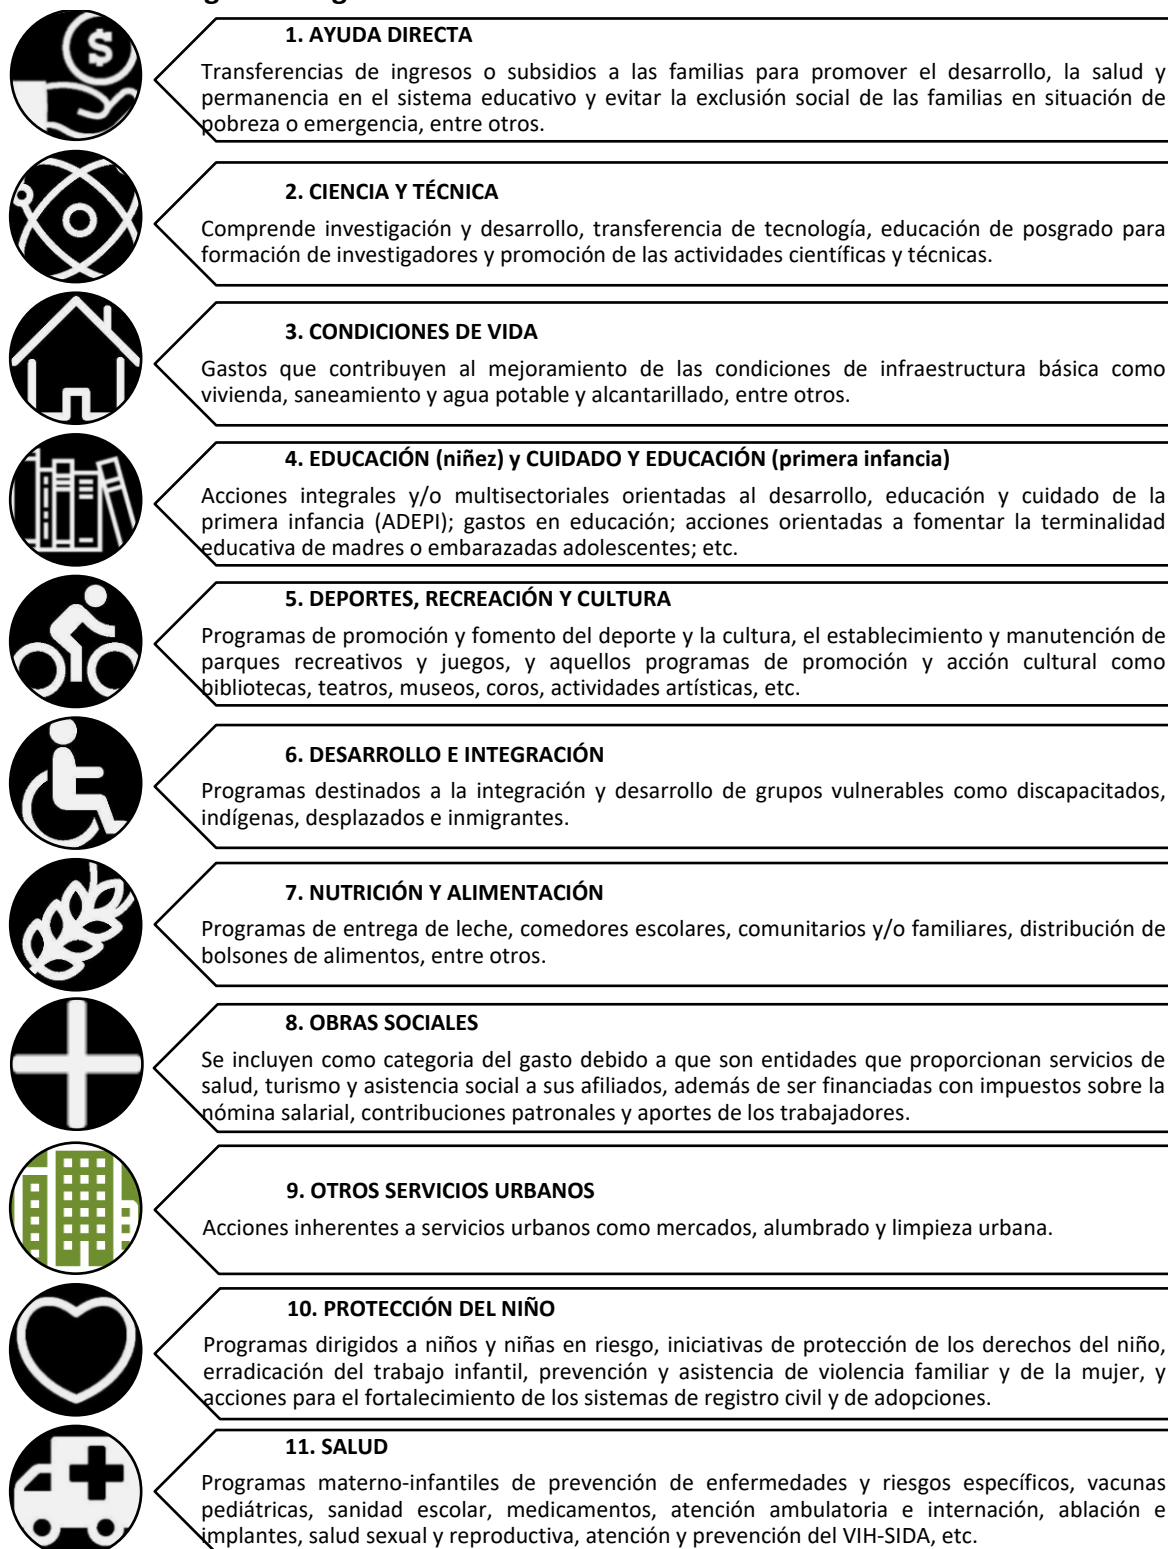 1. AYUDA DIRECTA
Transferencias de ingresos o subsidios a las familias para promover el desarrollo, la salud y
permanencia en el sistema educativo y evitar la exclusión social de las familias en situación de
pobreza o emergencia, entre otros.
2. CIENCIA Y TÉCNICA
Comprende investigación y desarrollo, transferencia de tecnología, educación de posgrado para
formación de investigadores y promoción de las actividades científicas y técnicas.
3. CONDICIONES DE VIDA
Gastos que contribuyen al mejoramiento de las condiciones de infraestructura básica como
vivienda, saneamiento y agua potable y alcantarillado, entre otros.
4. EDUCACIÓN (niñez) y CUIDADO Y EDUCACIÓN (primera infancia)
Acciones integrales y/o multisectoriales orientadas al desarrollo, educación y cuidado de la
primera infancia (ADEPI); gastos en educación; acciones orientadas a fomentar la terminalidad
educativa de madres o embarazadas adolescentes; etc.
5. DEPORTES, RECREACIÓN Y CULTURA
Programas de promoción y fomento del deporte y la cultura, el establecimiento y manutención de
parques recreativos y juegos, y aquellos programas de promoción y acción cultural como
bibliotecas, teatros, museos, coros, actividades artísticas, etc.
6. DESARROLLO E INTEGRACIÓN
Programas destinados a la integración y desarrollo de grupos vulnerables como discapacitados,
indígenas, desplazados e inmigrantes.
7. NUTRICIÓN Y ALIMENTACIÓN
Programas de entrega de leche, comedores escolares, comunitarios y/o familiares, distribución de
bolsones de alimentos, entre otros.
8. OBRAS SOCIALES
Se incluyen como categoria del gasto debido a que son entidades que proporcionan servicios de
salud, turismo y asistencia social a sus afiliados, además de ser financiadas con impuestos sobre la
nómina salarial, contribuciones patronales y aportes de los trabajadores.
9. OTROS SERVICIOS URBANOS
Acciones inherentes a servicios urbanos como mercados, alumbrado y limpieza urbana.
10. PROTECCIÓN DEL NIÑO
Programas dirigidos a niños y niñas en riesgo, iniciativas de protección de los derechos del niño,
erradicación del trabajo infantil, prevención y asistencia de violencia familiar y de la mujer, y
acciones para el fortalecimiento de los sistemas de registro civil y de adopciones.
11. SALUD
Programas materno-infantiles de prevención de enfermedades y riesgos específicos, vacunas
pediátricas, sanidad escolar, medicamentos, atención ambulatoria e internación, ablación e
implantes, salud sexual y reproductiva, atención y prevención del VIH-SIDA, etc.